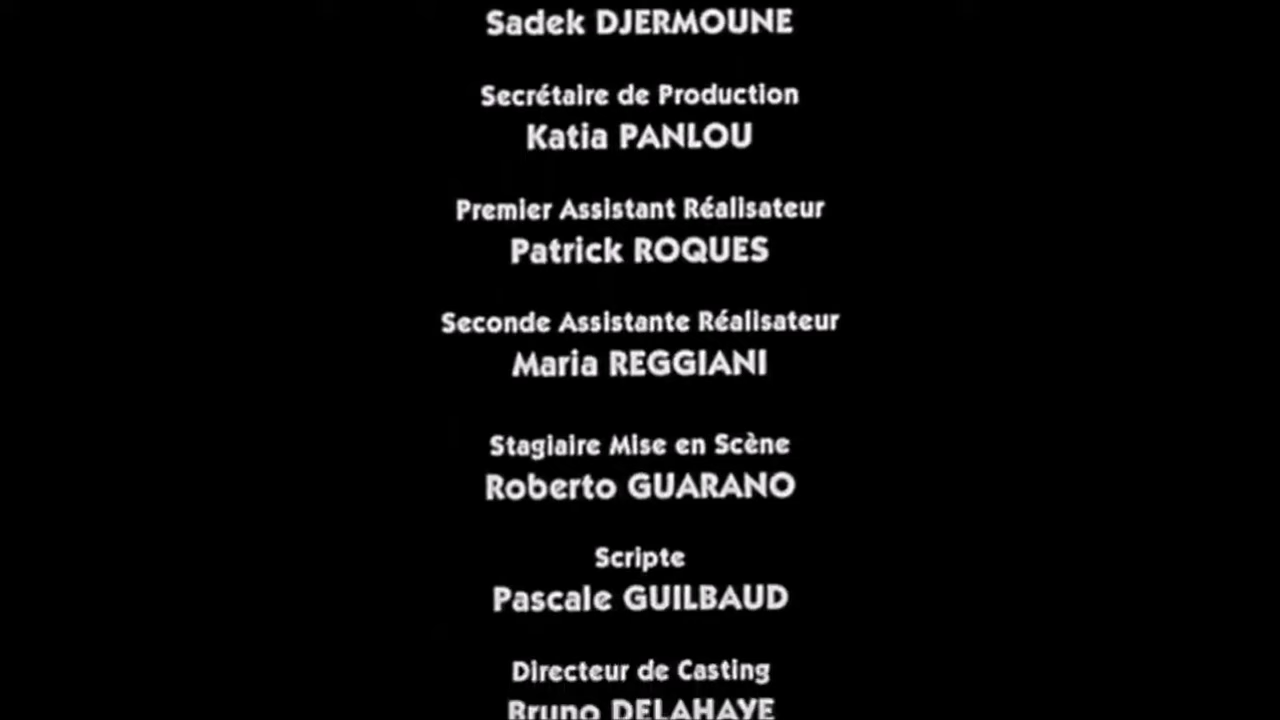 Sadek DJERMOUNE
Secrétaire de Production
Katia PANLOU
Premier Assistant Réalisateur
Patrick ROQUES
Seconde Assistante Réalisateur
Maria REGGIANI
Stagiaire Mise en Scène
Roberto GUARANO
Scripte
Pascale GUILBAUD
Directeur de Casting
Bruno DELAHAYE